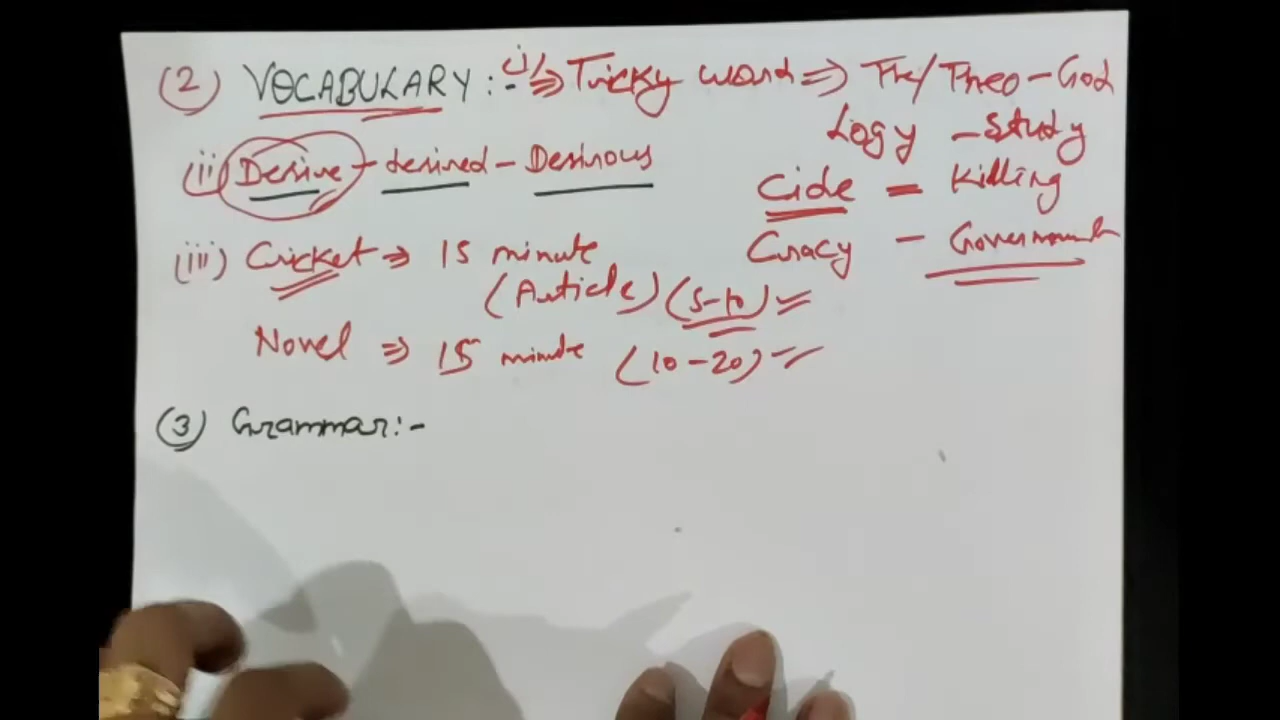 (2) VOCABULARY :- (i) ⇒ Tricky word ⇒ The/Theo - God
Logy - Study
(ii) Desire - desired - Desirous
Cide = Killing
Cracy - Government
(iii) Cricket ⇒ 15 minute
(Article) (5-10)
Novel ⇒ 15 minute (10-20)
(3) Grammar :-